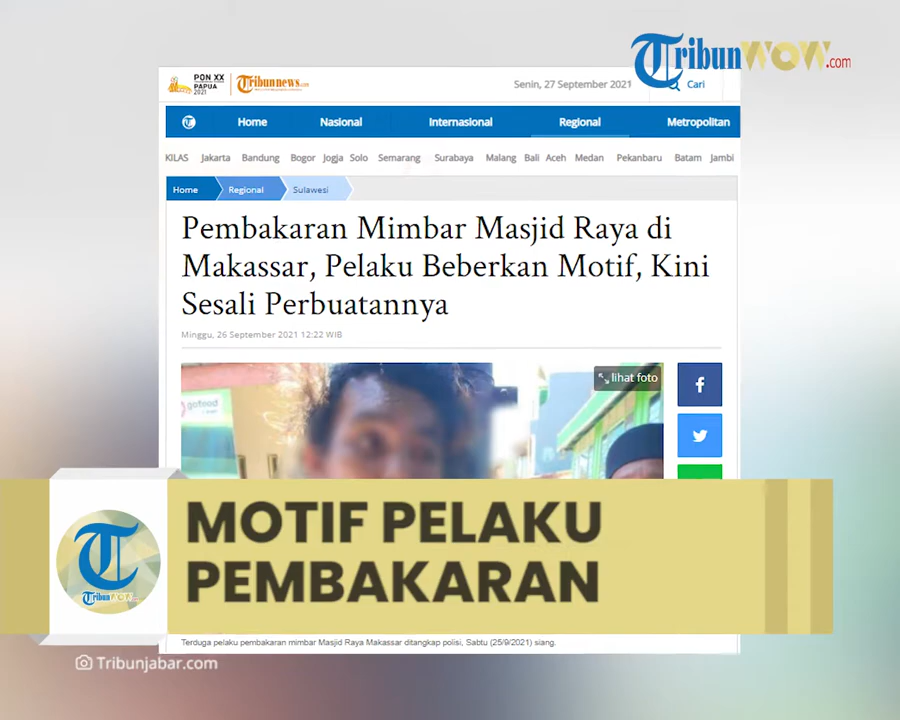 TribunWOW.com
PON XX
PAPUA
2021
Tribunnews.com
Senin, 27 September 2021
Cari
Home Nasional Internasional Regional Metropolitan
KILAS Jakarta Bandung Bogor Jogja Solo Semarang Surabaya Malang Bali Aceh Medan Pekanbaru Batam Jambi
Home Regional Sulawesi
Pembakaran Mimbar Masjid Raya di
Makassar, Pelaku Beberkan Motif, Kini
Sesali Perbuatannya
Minggu, 26 September 2021 12:22 WIB
lihat foto
gofood
MOTIF PELAKU
PEMBAKARAN
TribunWOW.com
Terduga pelaku pembakaran mimbar Masjid Raya Makassar ditangkap polisi, Sabtu (25/9/2021) siang.
Tribunjabar.com